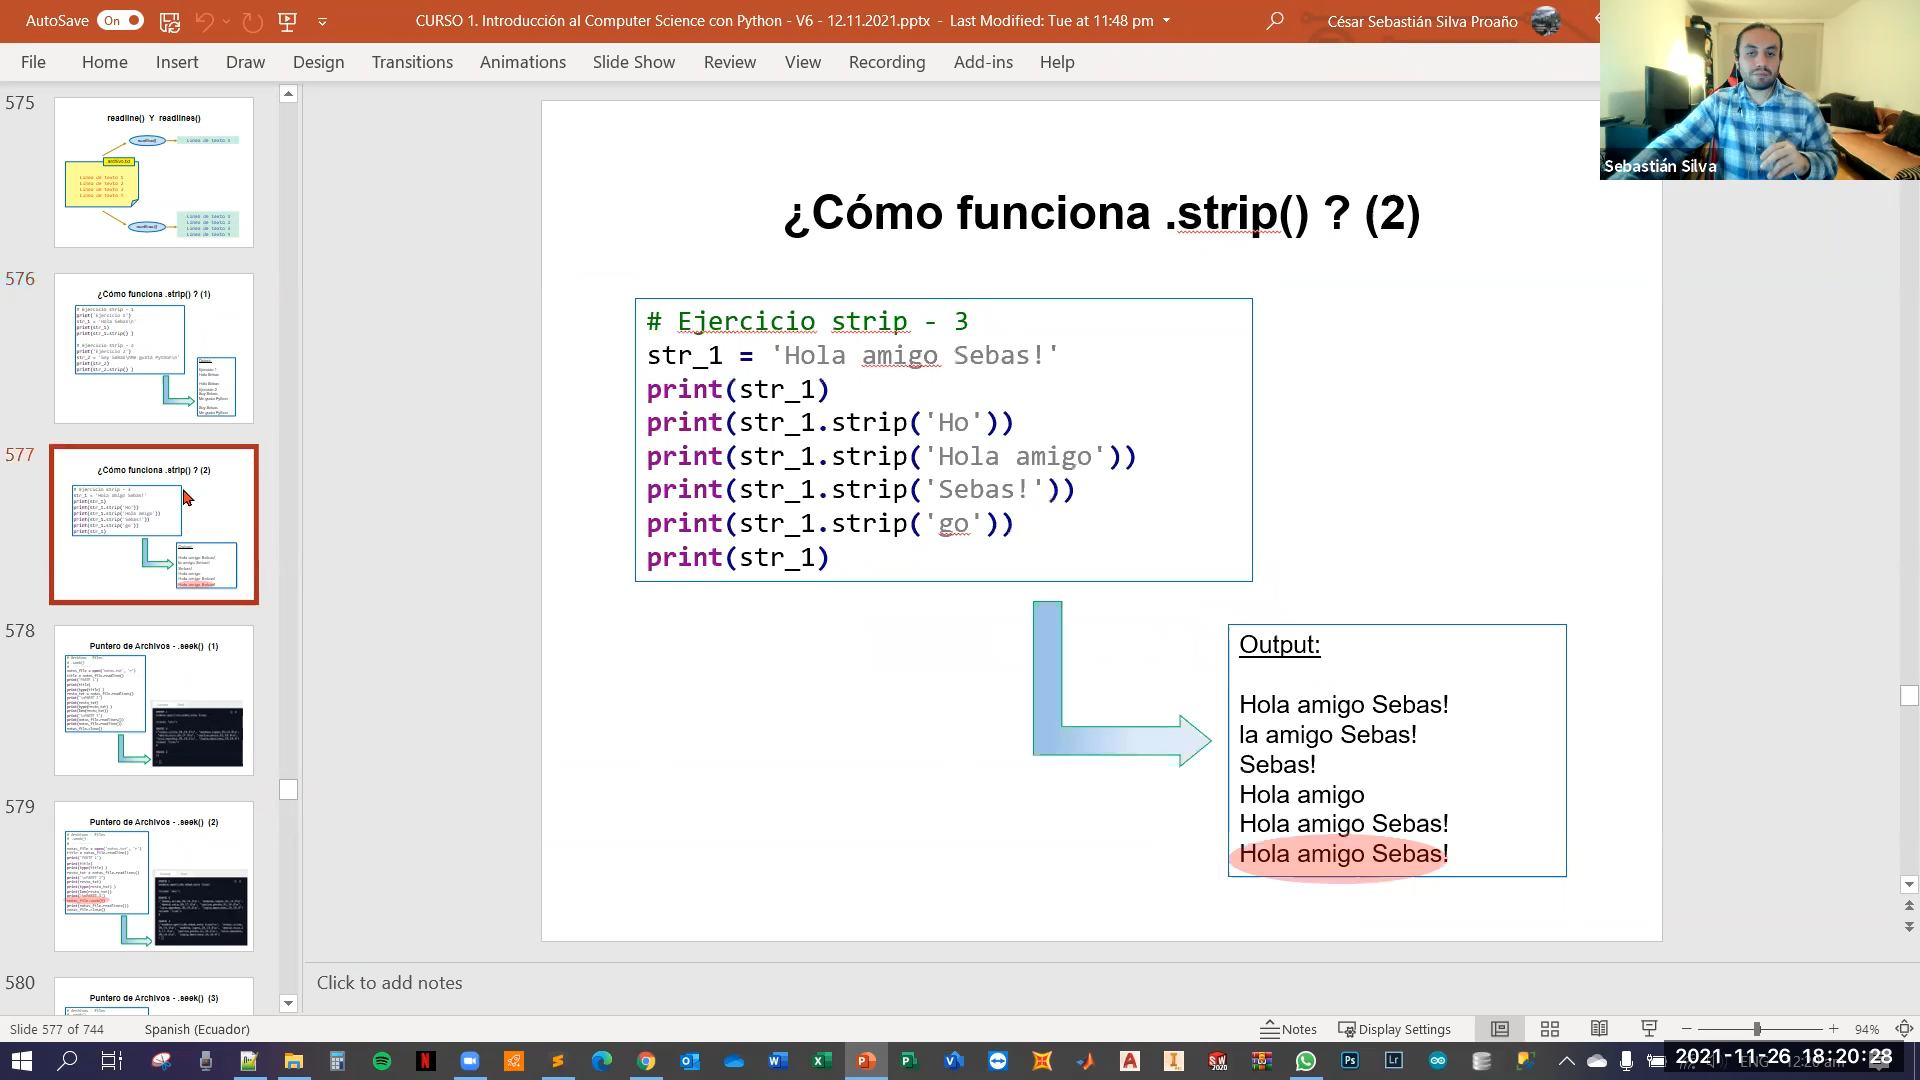 AutoSave On
CURSO 1. Introducción al Computer Science con Python - V6 - 12.11.2021.pptx - Last Modified: Tue at 11:48 pm
César Sebastián Silva Proaño
File Home Insert Draw Design Transitions Animations Slide Show Review View Recording Add-ins Help
Sebastián Silva
575
readline() Y readlines()
576
¿Cómo funciona .strip() ? (1)
577
¿Cómo funciona .strip() ? (2)
578
Puntero de Archivos - .seek() (1)
579
Puntero de Archivos - .seek() (2)
580
Puntero de Archivos - .seek() (3)
¿Cómo funciona .strip() ? (2)
# Ejercicio strip - 3
str_1 = 'Hola amigo Sebas!'
print(str_1)
print(str_1.strip('Ho'))
print(str_1.strip('Hola amigo'))
print(str_1.strip('Sebas!'))
print(str_1.strip('go'))
print(str_1)
Output:
Hola amigo Sebas!
la amigo Sebas!
Sebas!
Hola amigo
Hola amigo Sebas!
Hola amigo Sebas!
Click to add notes
Slide 577 of 744 Spanish (Ecuador)
Notes Display Settings 94%
2021-11-26 18:20:28